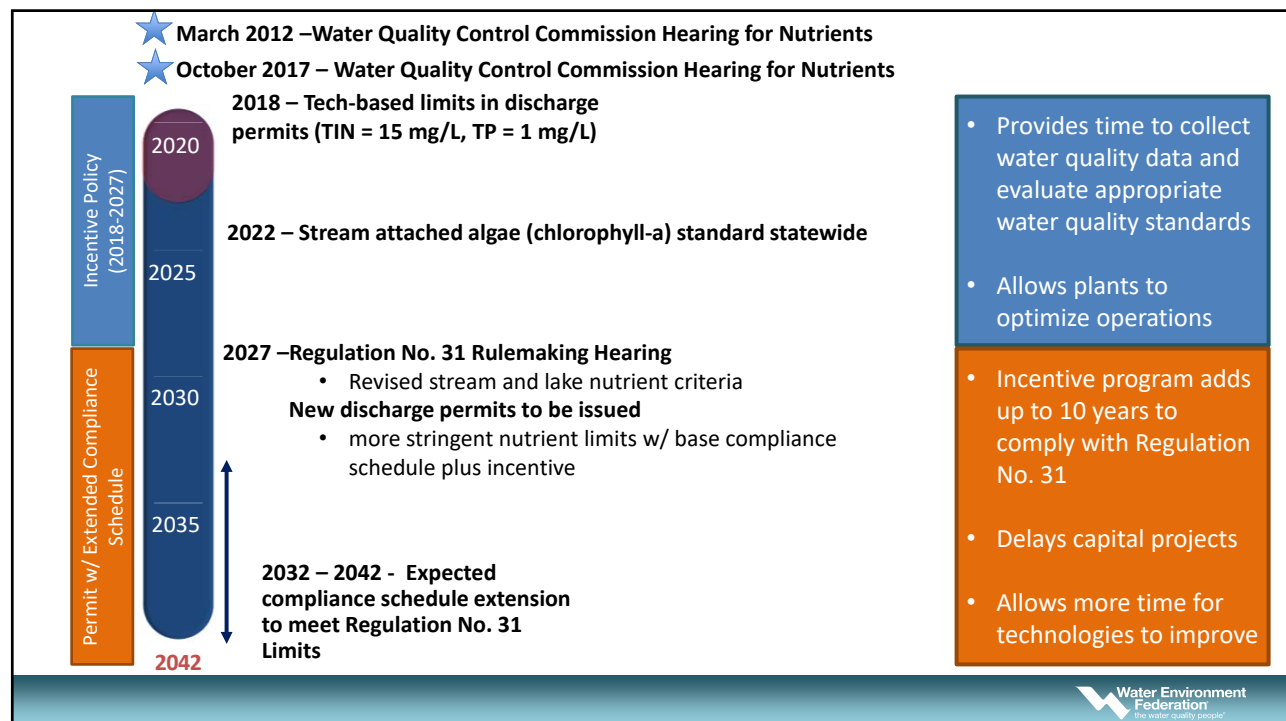 March 2012 –Water Quality Control Commission Hearing for Nutrients
October 2017 – Water Quality Control Commission Hearing for Nutrients
Incentive Policy
(2018-2027)
Permit w/ Extended Compliance
Schedule
2020
2025
2030
2035
2042
2018 – Tech-based limits in discharge
permits (TIN = 15 mg/L, TP = 1 mg/L)
2022 – Stream attached algae (chlorophyll-a) standard statewide
2027 –Regulation No. 31 Rulemaking Hearing
• Revised stream and lake nutrient criteria
New discharge permits to be issued
• more stringent nutrient limits w/ base compliance
schedule plus incentive
2032 – 2042 - Expected
compliance schedule extension
to meet Regulation No. 31
Limits
• Provides time to collect
water quality data and
evaluate appropriate
water quality standards
• Allows plants to
optimize operations
• Incentive program adds
up to 10 years to
comply with Regulation
No. 31
• Delays capital projects
• Allows more time for
technologies to improve
Water Environment
Federation
the water quality people®